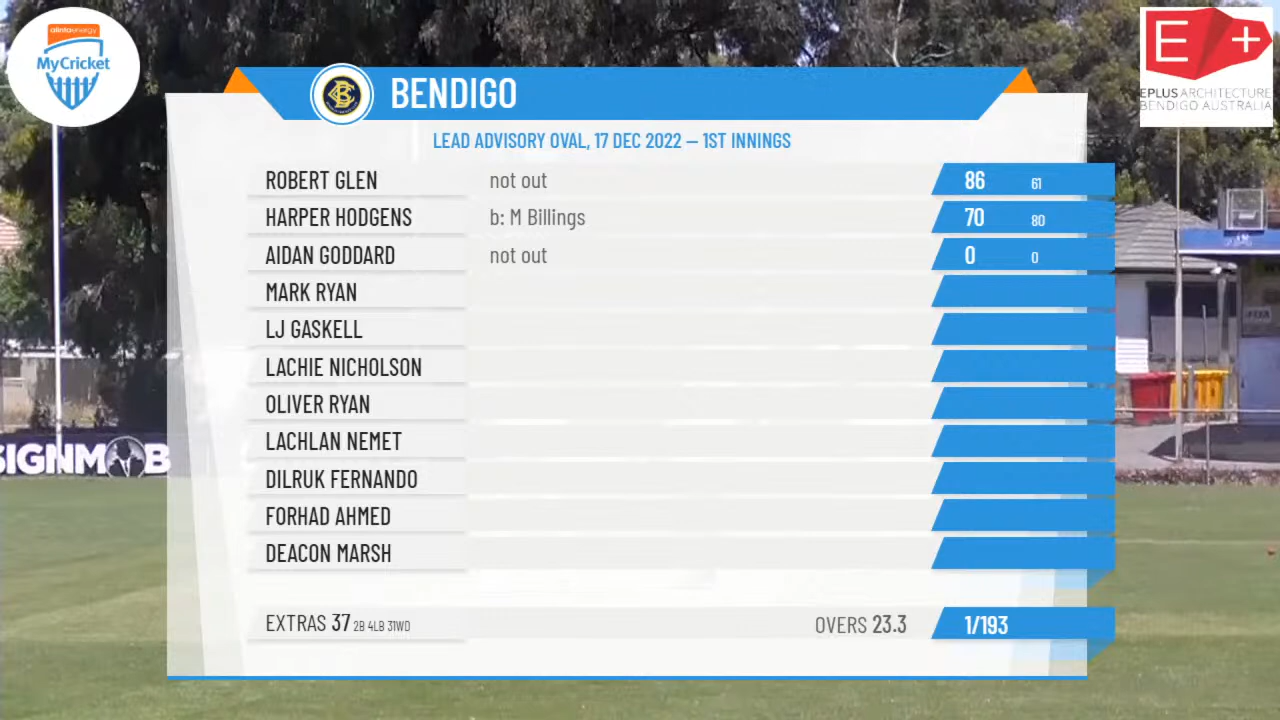 alintaenergy
MyCricket
E+
EPLUS ARCHITECTURE
BENDIGO AUSTRALIA
BENDIGO
LEAD ADVISORY OVAL, 17 DEC 2022 – 1ST INNINGS
ROBERT GLEN not out 86 61
HARPER HODGENS b: M Billings 70 80
AIDAN GODDARD not out 0 0
MARK RYAN
LJ GASKELL
LACHIE NICHOLSON
OLIVER RYAN
LACHLAN NEMET
DILRUK FERNANDO
FORHAD AHMED
DEACON MARSH
EXTRAS 37 2B 4LB 31WD OVERS 23.3 1/193
SIGNMOB